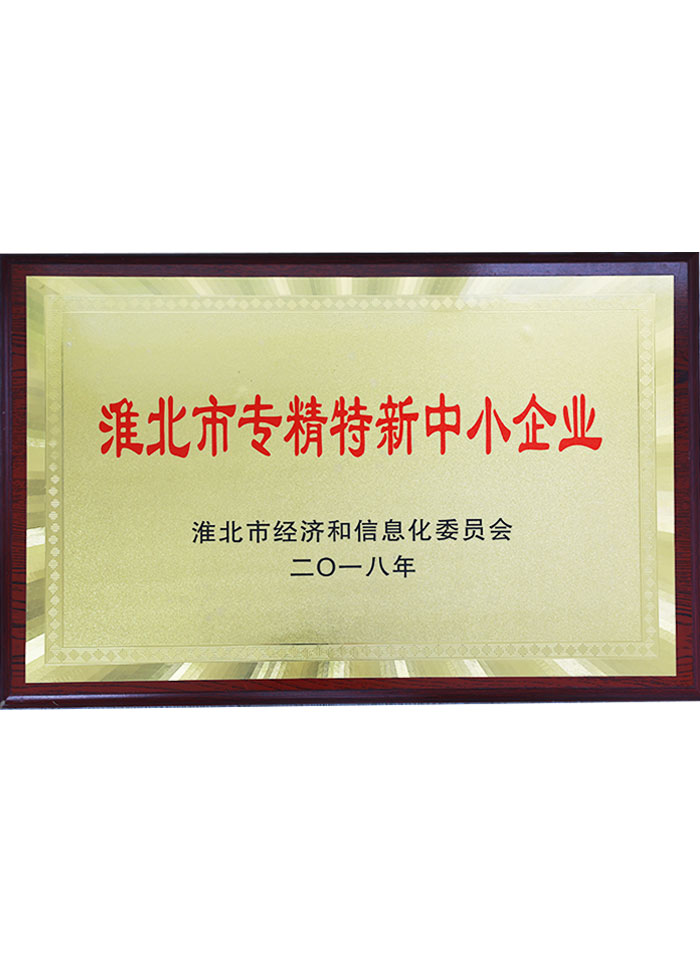 淮北市专精特新中小企业
淮北市经济和信息化委员会
二〇一八年